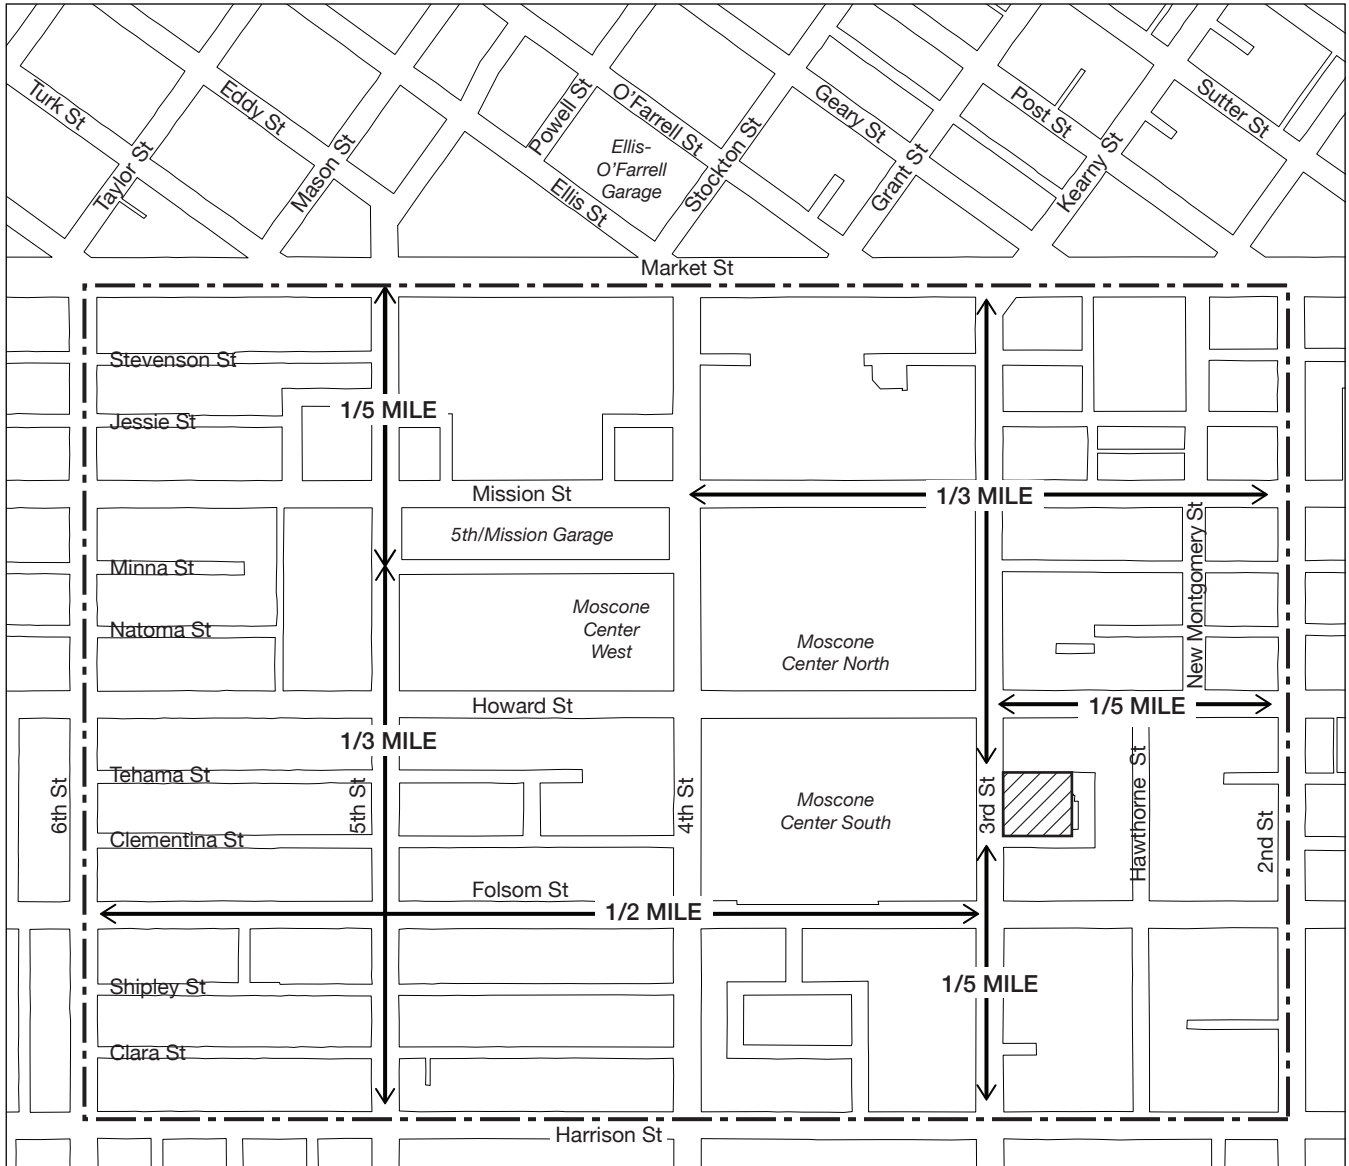 Turk St
Eddy St
Powell St
O'Farrell St
Geary St
Post St
Sutter St
Taylor St
Mason St
Ellis-
O'Farrell
Garage
Ellis St
Stockton St
Grant St
Kearny St
Market St
Stevenson St
1/5 MILE
Jessie St
Mission St
1/3 MILE
5th/Mission Garage
Minna St
New Montgomery St
Moscone
Center
West
Natoma St
Moscone
Center North
Howard St
1/5 MILE
1/3 MILE
Tehama St
6th St
5th St
4th St
Moscone
Center South
3rd St
Hawthorne St
2nd St
Clementina St
Folsom St
1/2 MILE
Shipley St
1/5 MILE
Clara St
Harrison St